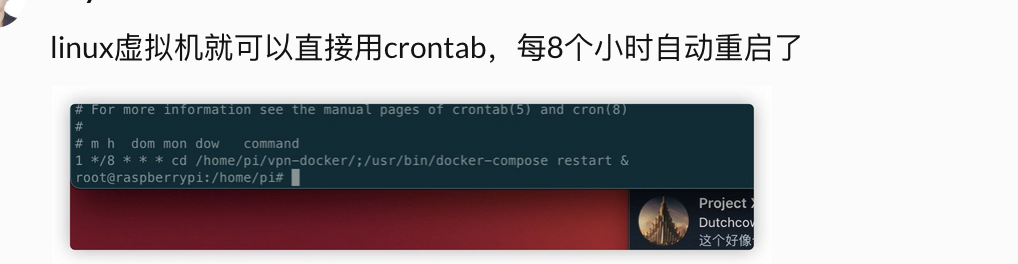 linux虚拟机就可以直接用crontab，每8个小时自动重启了
# For more information see the manual pages of crontab(5) and cron(8)
#
# m h  dom mon dow   command
1 */8 * * * cd /home/pi/vpn-docker/;/usr/bin/docker-compose restart &
root@raspberrypi:/home/pi#
Project X
Dutchcow
这个好像